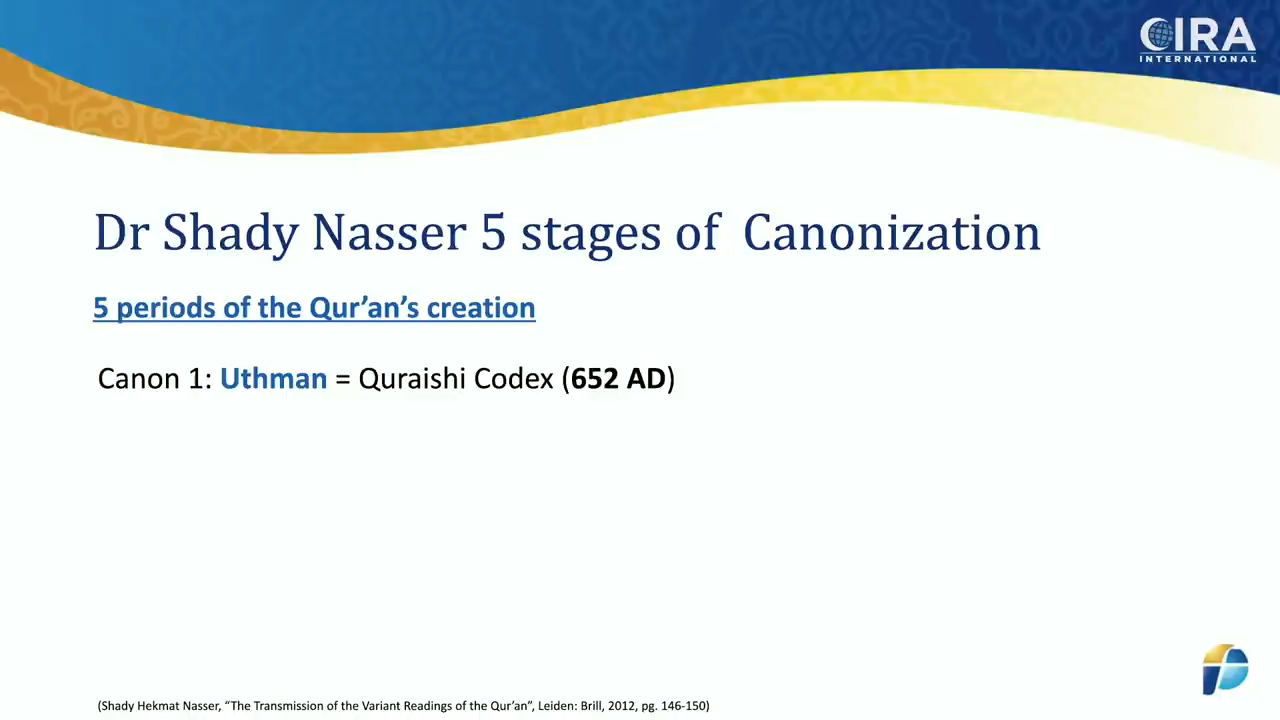 CIRA
INTERNATIONAL
Dr Shady Nasser 5 stages of Canonization
5 periods of the Qur’an’s creation
Canon 1: Uthman = Quraishi Codex (652 AD)
(Shady Hekmat Nasser, “The Transmission of the Variant Readings of the Qur’an”, Leiden: Brill, 2012, pg. 146-150)